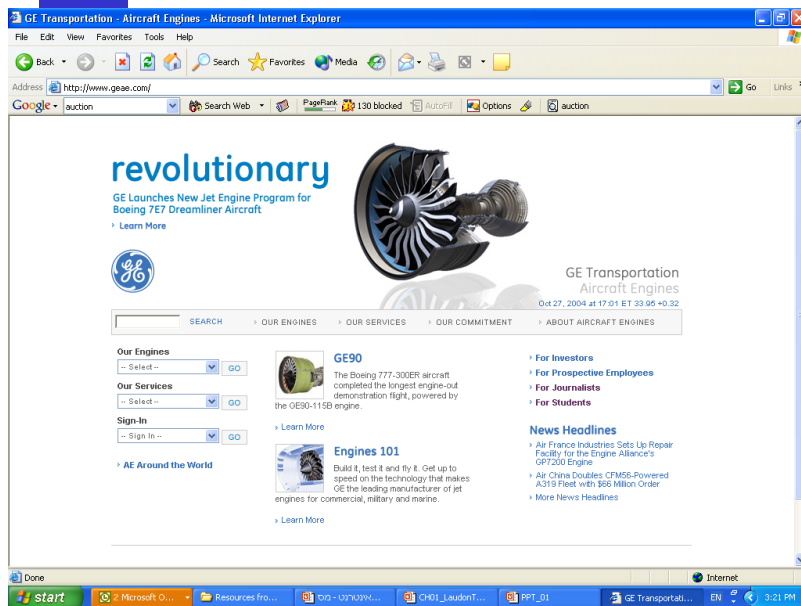 GE Transportation - Aircraft Engines - Microsoft Internet Explorer
File Edit View Favorites Tools Help
Back Search Favorites Media
Address http://www.geae.com/ Go Links
Google auction Search Web PageRank 130 blocked AutoFill Options auction
revolutionary
GE Launches New Jet Engine Program for
Boeing 7E7 Dreamliner Aircraft
Learn More
GE
GE Transportation
Aircraft Engines
Oct 27, 2004 at 17:01 ET 33.95 +0.32
SEARCH OUR ENGINES OUR SERVICES OUR COMMITMENT ABOUT AIRCRAFT ENGINES
Our Engines
-- Select -- GO
Our Services
-- Select -- GO
Sign-In
-- Sign In -- GO
AE Around the World
GE90
The Boeing 777-300ER aircraft
completed the longest engine-out
demonstration flight, powered by
the GE90-115B engine.
Learn More
Engines 101
Build it, test it and fly it. Get up to
speed on the technology that makes
GE the leading manufacturer of jet
engines for commercial, military and marine.
Learn More
For Investors
For Prospective Employees
For Journalists
For Students
News Headlines
Air France Industries Sets Up Repair
Facility for the Engine Alliance's
GP7200 Engine
Air China Doubles CFM56-Powered
A319 Fleet with $66 Million Order
More News Headlines
Done Internet
start 2 Microsoft O... Resources fro... אינטרנט - מס... CH01_LaudonT... PPT_01 GE Transportati... EN 3:21 PM